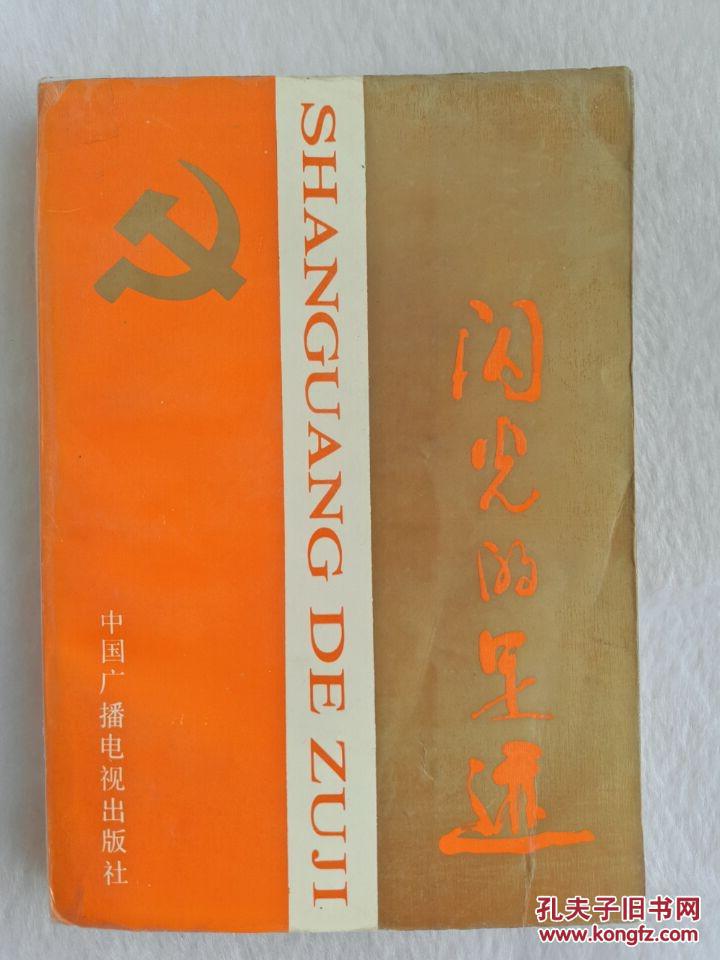 SHANGUANG DE ZUJI
闪光的足迹
中国广播电视出版社
孔夫子旧书网
www.kongfz.com